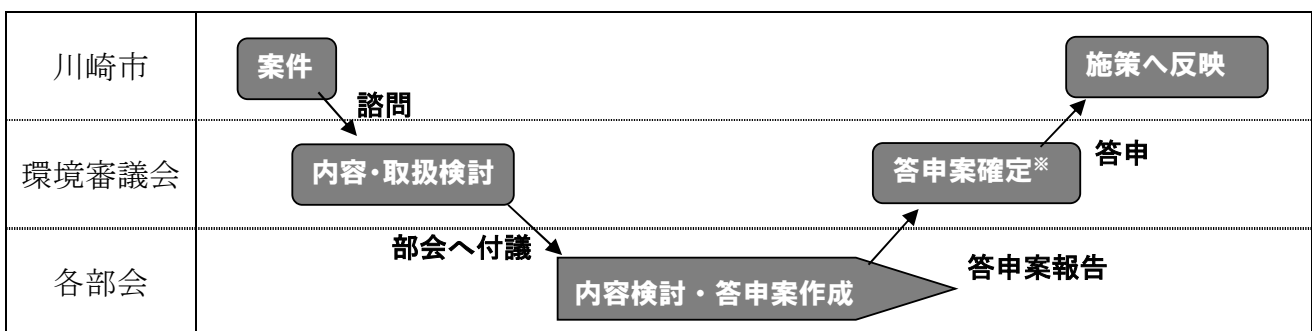 川崎市
案件
諮問
施策へ反映
環境審議会
内容・取扱検討
答申案確定※
答申
部会へ付議
各部会
内容検討・答申案作成
答申案報告